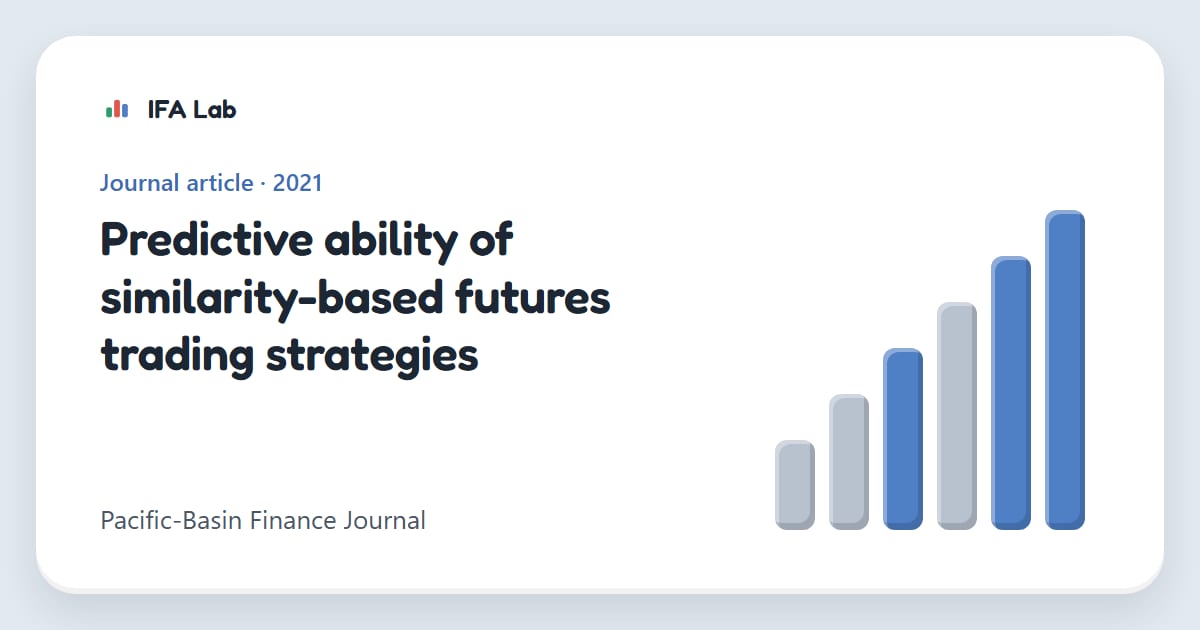 IFA Lab
Journal article · 2021
Predictive ability of
similarity-based futures
trading strategies
Pacific-Basin Finance Journal